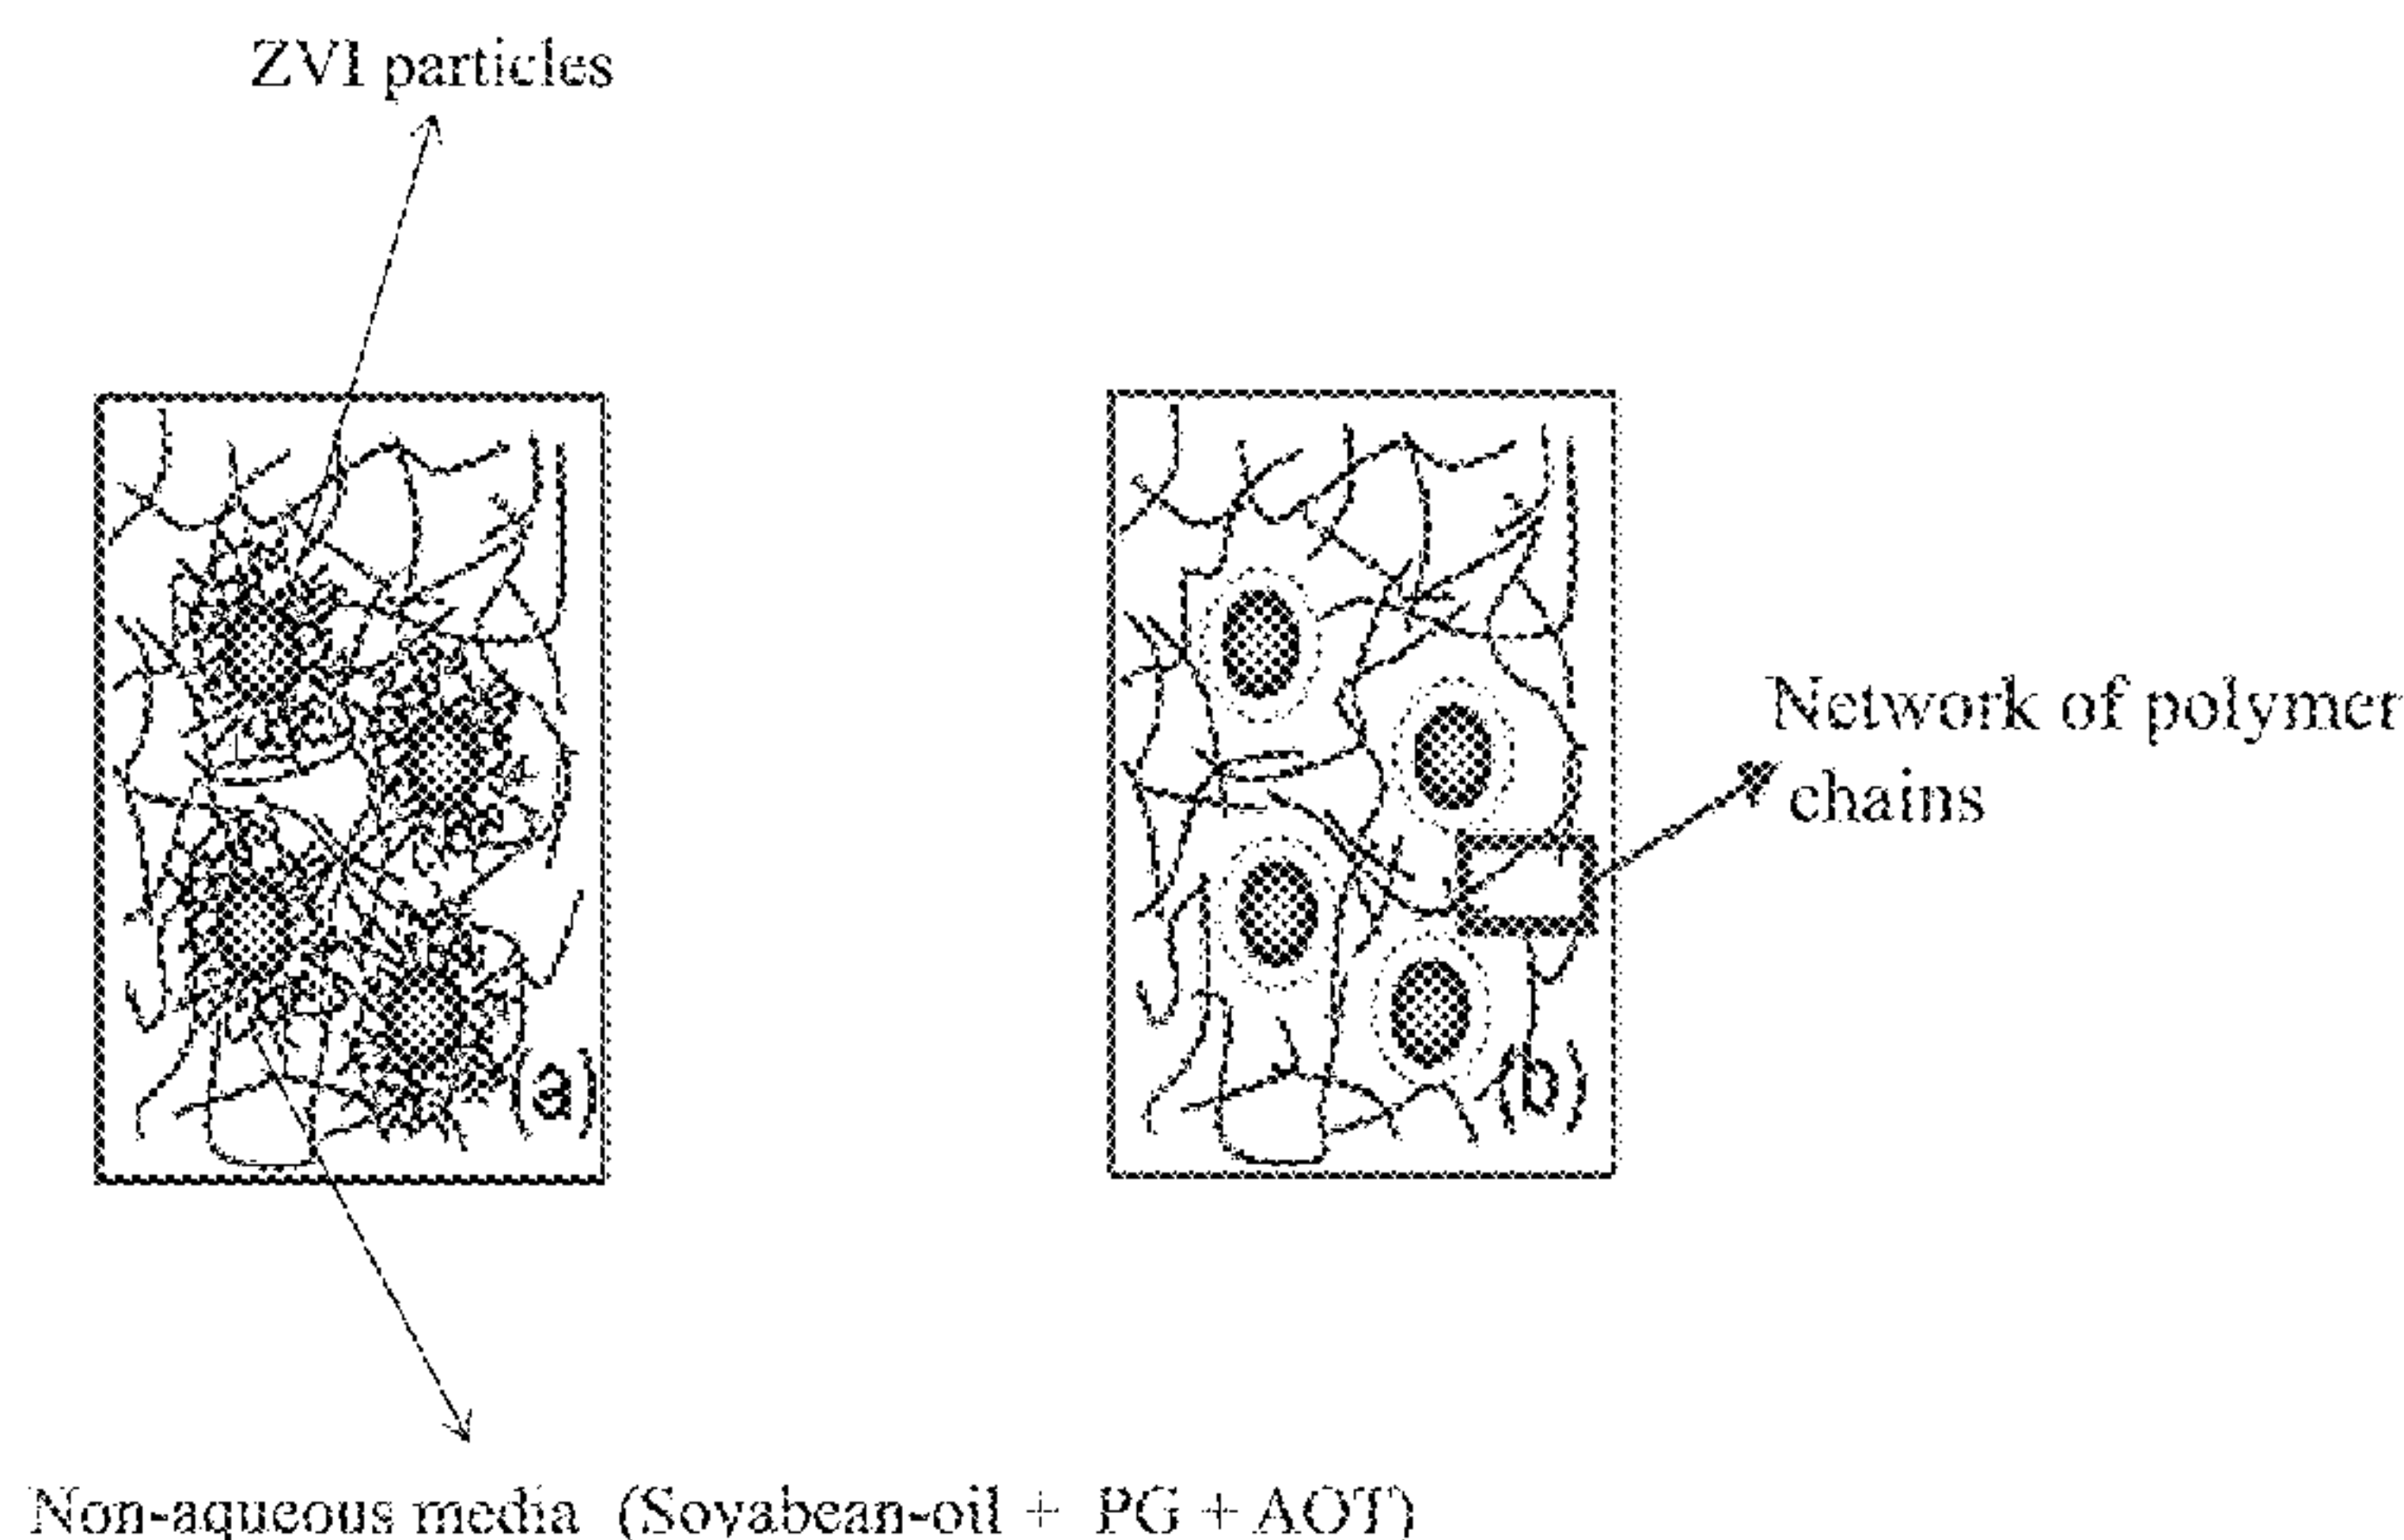 ZVI particles
Network of polymer
chains
(a)
(b)
Non-aqueous media (Soyabean-oil + PG + AOT)